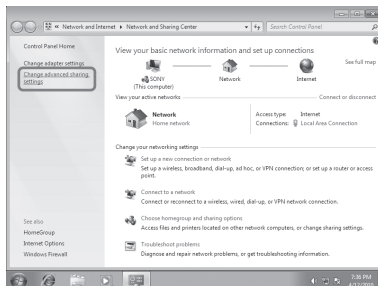 « Network and Internet ▸ Network and Sharing Center
Search Control Panel
Control Panel Home
Change adapter settings
Change advanced sharing
settings
See also
HomeGroup
Internet Options
Windows Firewall
View your basic network information and set up connections
See full map
SONY
(This computer)
Network
Internet
View your active networks
Connect or disconnect
Network
Home network
Access type: Internet
Connections: Local Area Connection
Change your networking settings
Set up a new connection or network
Set up a wireless, broadband, dial-up, ad hoc, or VPN connection; or set up a router or access
point.
Connect to a network
Connect or reconnect to a wireless, wired, dial-up, or VPN network connection.
Choose homegroup and sharing options
Access files and printers located on other network computers, or change sharing settings.
Troubleshoot problems
Diagnose and repair network problems, or get troubleshooting information.
7:36 PM